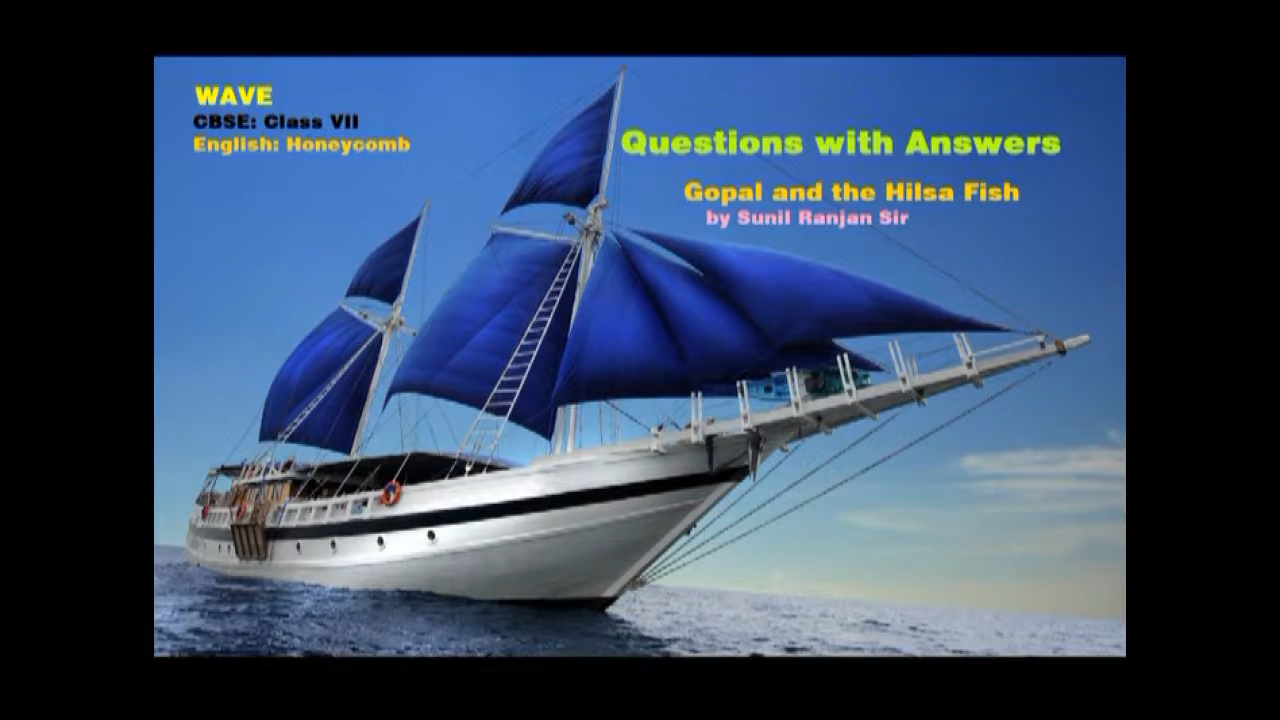 WAVE
CBSE: Class VII
English: Honeycomb
Questions with Answers
Gopal and the Hilsa Fish
by Sunil Ranjan Sir